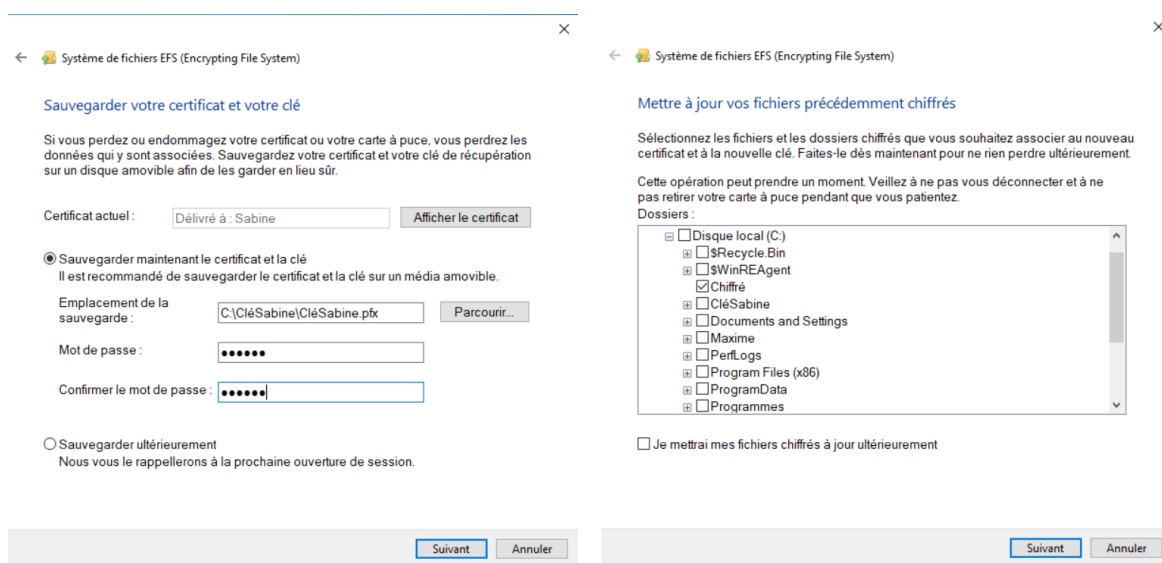 Système de fichiers EFS (Encrypting File System)
Sauvegarder votre certificat et votre clé
Si vous perdez ou endommagez votre certificat ou votre carte à puce, vous perdrez les
données qui y sont associées. Sauvegardez votre certificat et votre clé de récupération
sur un disque amovible afin de les garder en lieu sûr.
Certificat actuel :
Délivré à : Sabine
Afficher le certificat
Sauvegarder maintenant le certificat et la clé
Il est recommandé de sauvegarder le certificat et la clé sur un média amovible.
Emplacement de la
sauvegarde :
C:\CléSabine\CléSabine.pfx
Parcourir...
Mot de passe :
●●●●●●
Confirmer le mot de passe :
●●●●●●
Sauvegarder ultérieurement
Nous vous le rappellerons à la prochaine ouverture de session.
Suivant
Annuler
Système de fichiers EFS (Encrypting File System)
Mettre à jour vos fichiers précédemment chiffrés
Sélectionnez les fichiers et les dossiers chiffrés que vous souhaitez associer au nouveau
certificat et à la nouvelle clé. Faites-le dès maintenant pour ne rien perdre ultérieurement.
Cette opération peut prendre un moment. Veillez à ne pas vous déconnecter et à ne
pas retirer votre carte à puce pendant que vous patientez.
Dossiers :
Disque local (C:)
$Recycle.Bin
$WinREAgent
Chiffré
CléSabine
Documents and Settings
Maxime
PerfLogs
Program Files (x86)
ProgramData
Programmes
Je mettrai mes fichiers chiffrés à jour ultérieurement
Suivant
Annuler